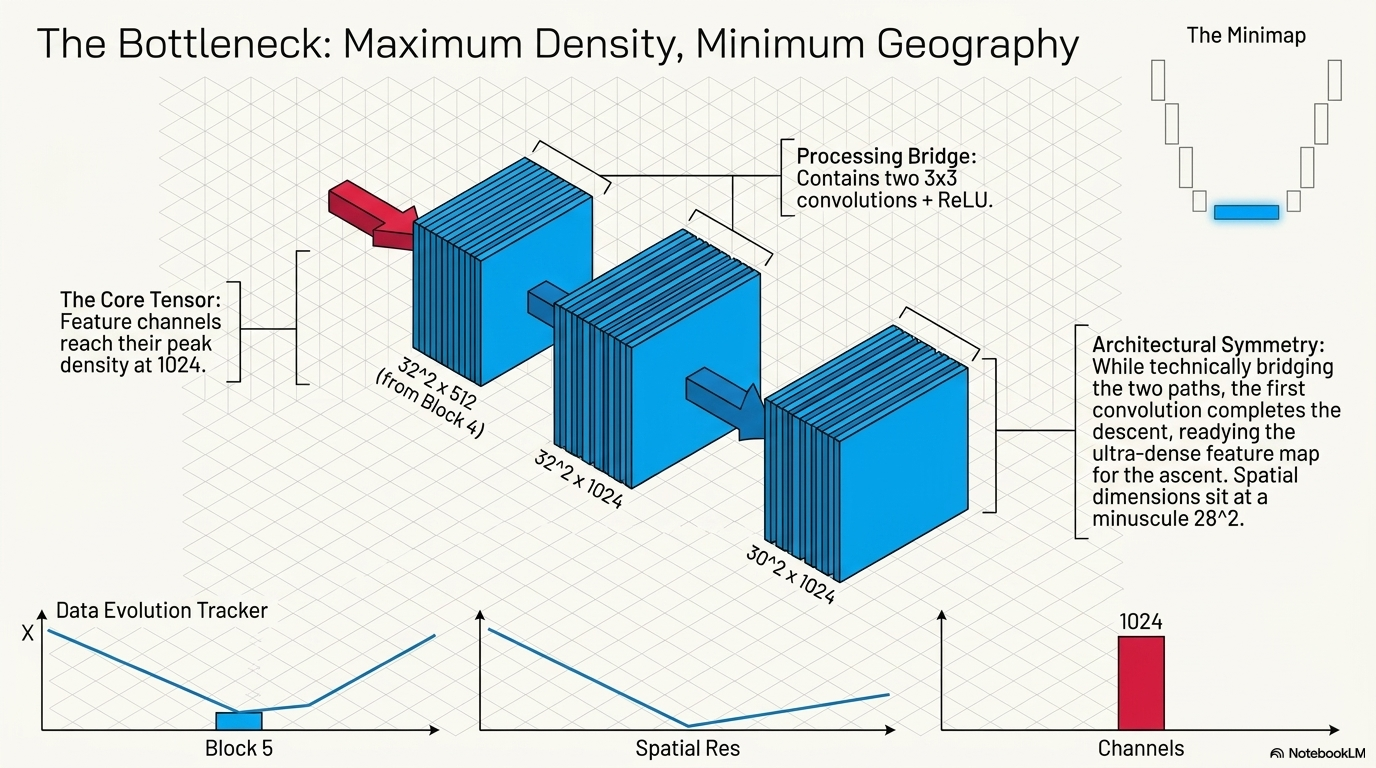 The Bottleneck: Maximum Density, Minimum Geography
The Minimap
Processing Bridge:
Contains two 3x3
convolutions + ReLU.
The Core Tensor:
Feature channels
reach their peak
density at 1024.
32^2 x 512
(from Block 4)
32^2 x 1024
30^2 x 1024
Architectural Symmetry:
While technically bridging
the two paths, the first
convolution completes the
descent, readying the
ultra-dense feature map
for the ascent. Spatial
dimensions sit at a
minuscule 28^2.
Data Evolution Tracker
X
Block 5
Spatial Res
1024
Channels
NotebookLM